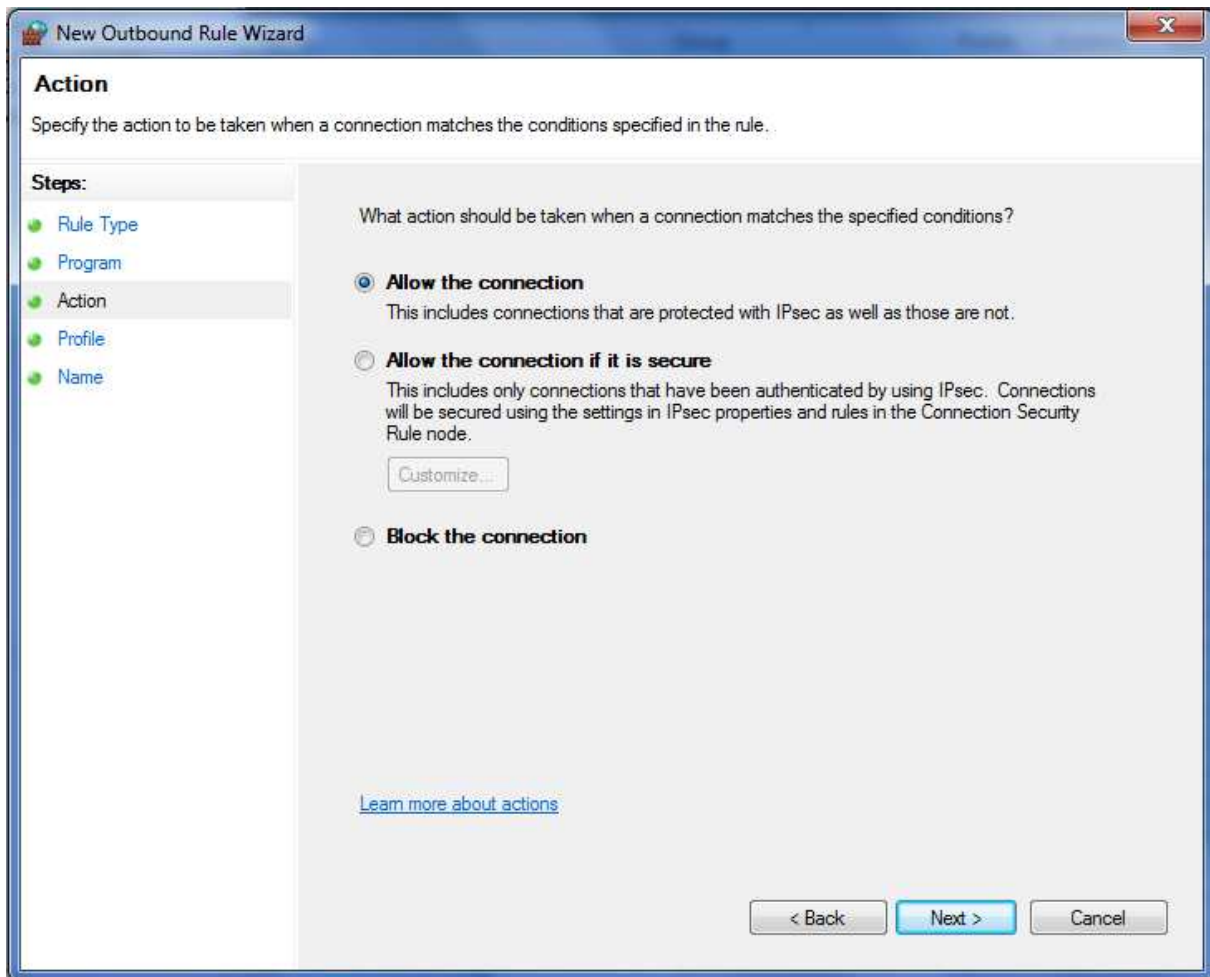 New Outbound Rule Wizard
Action
Specify the action to be taken when a connection matches the conditions specified in the rule.
Steps:
Rule Type
Program
Action
Profile
Name
What action should be taken when a connection matches the specified conditions?
Allow the connection
This includes connections that are protected with IPsec as well as those are not.
Allow the connection if it is secure
This includes only connections that have been authenticated by using IPsec. Connections
will be secured using the settings in IPsec properties and rules in the Connection Security
Rule node.
Customize...
Block the connection
Learn more about actions
< Back
Next >
Cancel